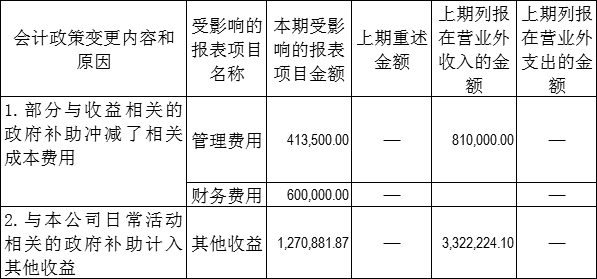 会计政策变更内容和
原因
受影响的
报表项目
名称
本期受影
响的报表
项目金额
上期重述
金额
上期列报
在营业外
收入的金
额
上期列报
在营业外
支出的金
额
1.部分与收益相关的
政府补助冲减了相关
成本费用
管理费用
413,500.00
—
810,000.00
—
财务费用
600,000.00
—
—
2.与本公司日常活动
相关的政府补助计入
其他收益
其他收益
1,270,881.87
—
3,322,224.10
—